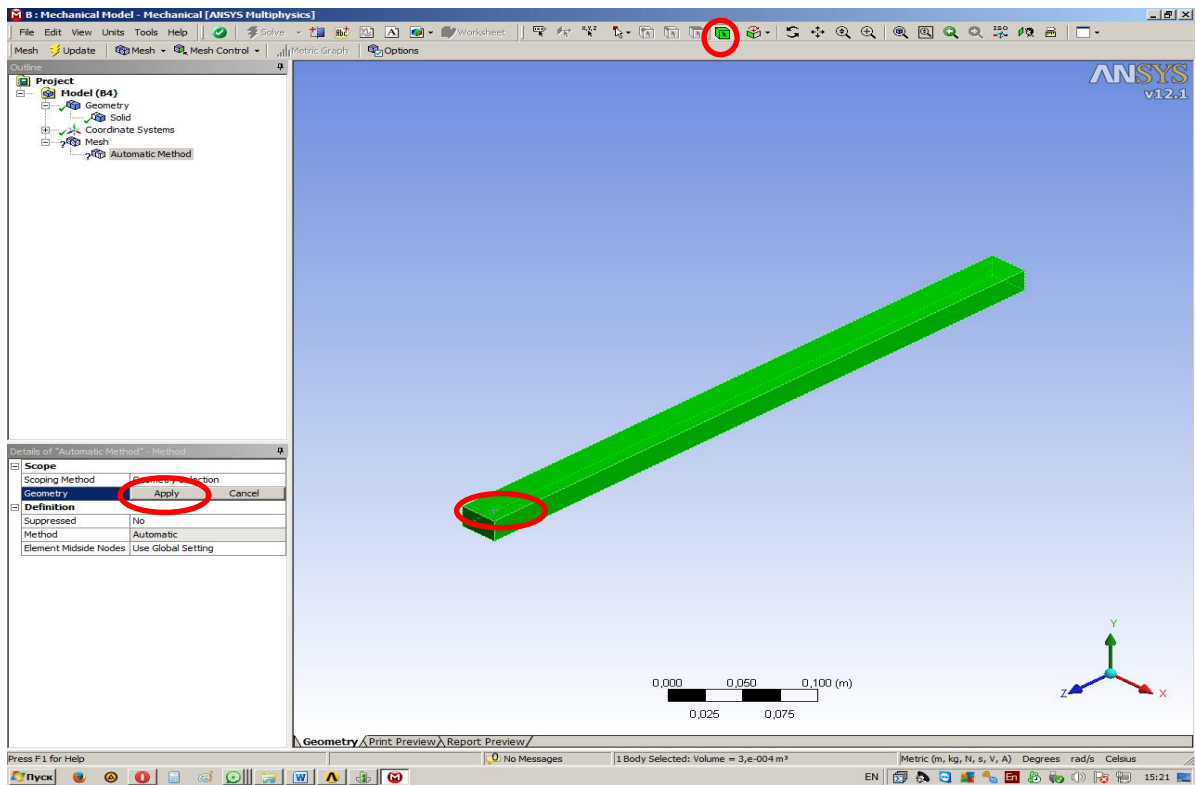 B : Mechanical Model - Mechanical [ANSYS Multiphysics]
File Edit View Units Tools Help Solve Worksheet
Mesh Update Mesh Mesh Control Metric Graph Options
Outline
Project
Model (B4)
Geometry
Solid
Coordinate Systems
Mesh
Automatic Method
ANSYS
v12.1
Details of "Automatic Method" - Method
Scope
Scoping Method Geometry Selection
Geometry Apply Cancel
Definition
Suppressed No
Method Automatic
Element Midside Nodes Use Global Setting
Y
Z X
0,000 0,050 0,100 (m)
0,025 0,075
Geometry Print Preview Report Preview
Press F1 for Help 0 No Messages 1 Body Selected: Volume = 3,e-004 m³ Metric (m, kg, N, s, V, A) Degrees rad/s Celsius
Пуск EN 15:21